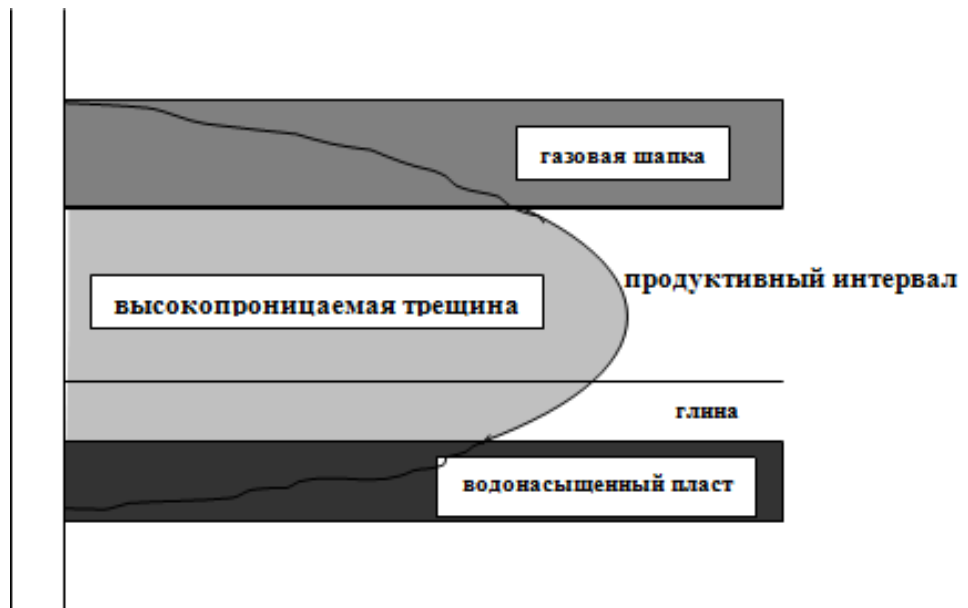 газовая шапка
продуктивный интервал
высокопроницаемая трещина
глина
водонасыщенный пласт